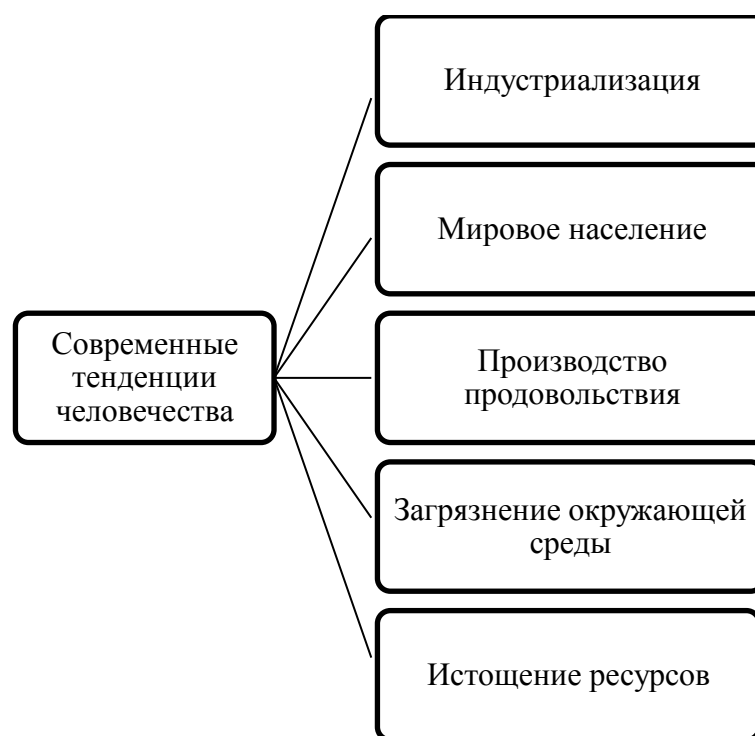 Индустриализация
Мировое население
Современные
тенденции
человечества
Производство
продовольствия
Загрязнение окружающей
среды
Истощение ресурсов